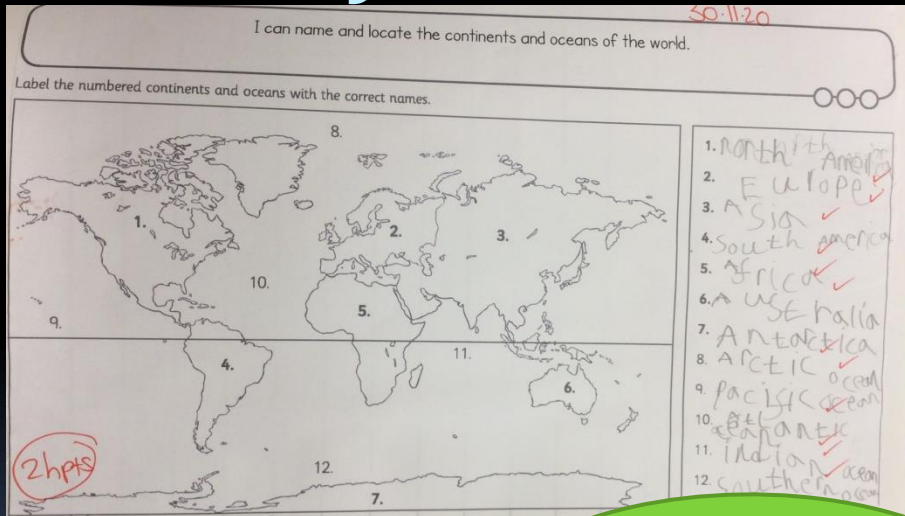 30.11.20
I can name and locate the continents and oceans of the world.
Label the numbered continents and oceans with the correct names.
8.
1.
2.
3.
10.
5.
9.
11.
4.
6.
12.
7.
2hpts
1. North
2. Europe
3. Asia
4. South america
5. Africa
6. Australia
7. Antarctica
8. Arctic ocean
9. Pacific ocean
10.
11. indian ocean
12. Southern ocean